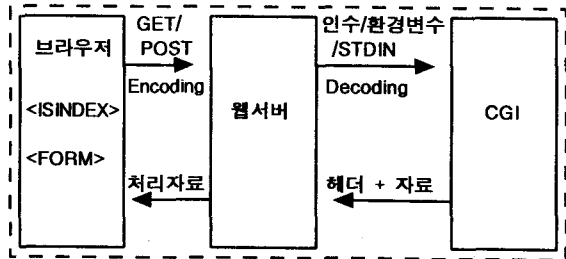 브라우저
<ISINDEX>
<FORM>
GET/
POST
Encoding
처리자료
웹서버
인수/환경변수
/STDIN
Decoding
헤더 + 자료
CGI